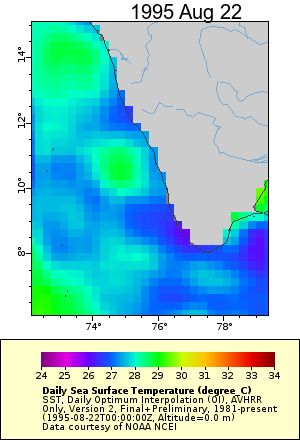 1995 Aug 22
14°
12°
10°
8°
74°
76°
78°
24 25 26 27 28 29 30 31 32 33 34
Daily Sea Surface Temperature (degree_C)
SST, Daily Optimum Interpolation (OI), AVHRR
Only, Version 2, Final+Preliminary, 1981-present
(1995-08-22T00:00:00Z, Altitude=0.0 m)
Data courtesy of NOAA NCEI